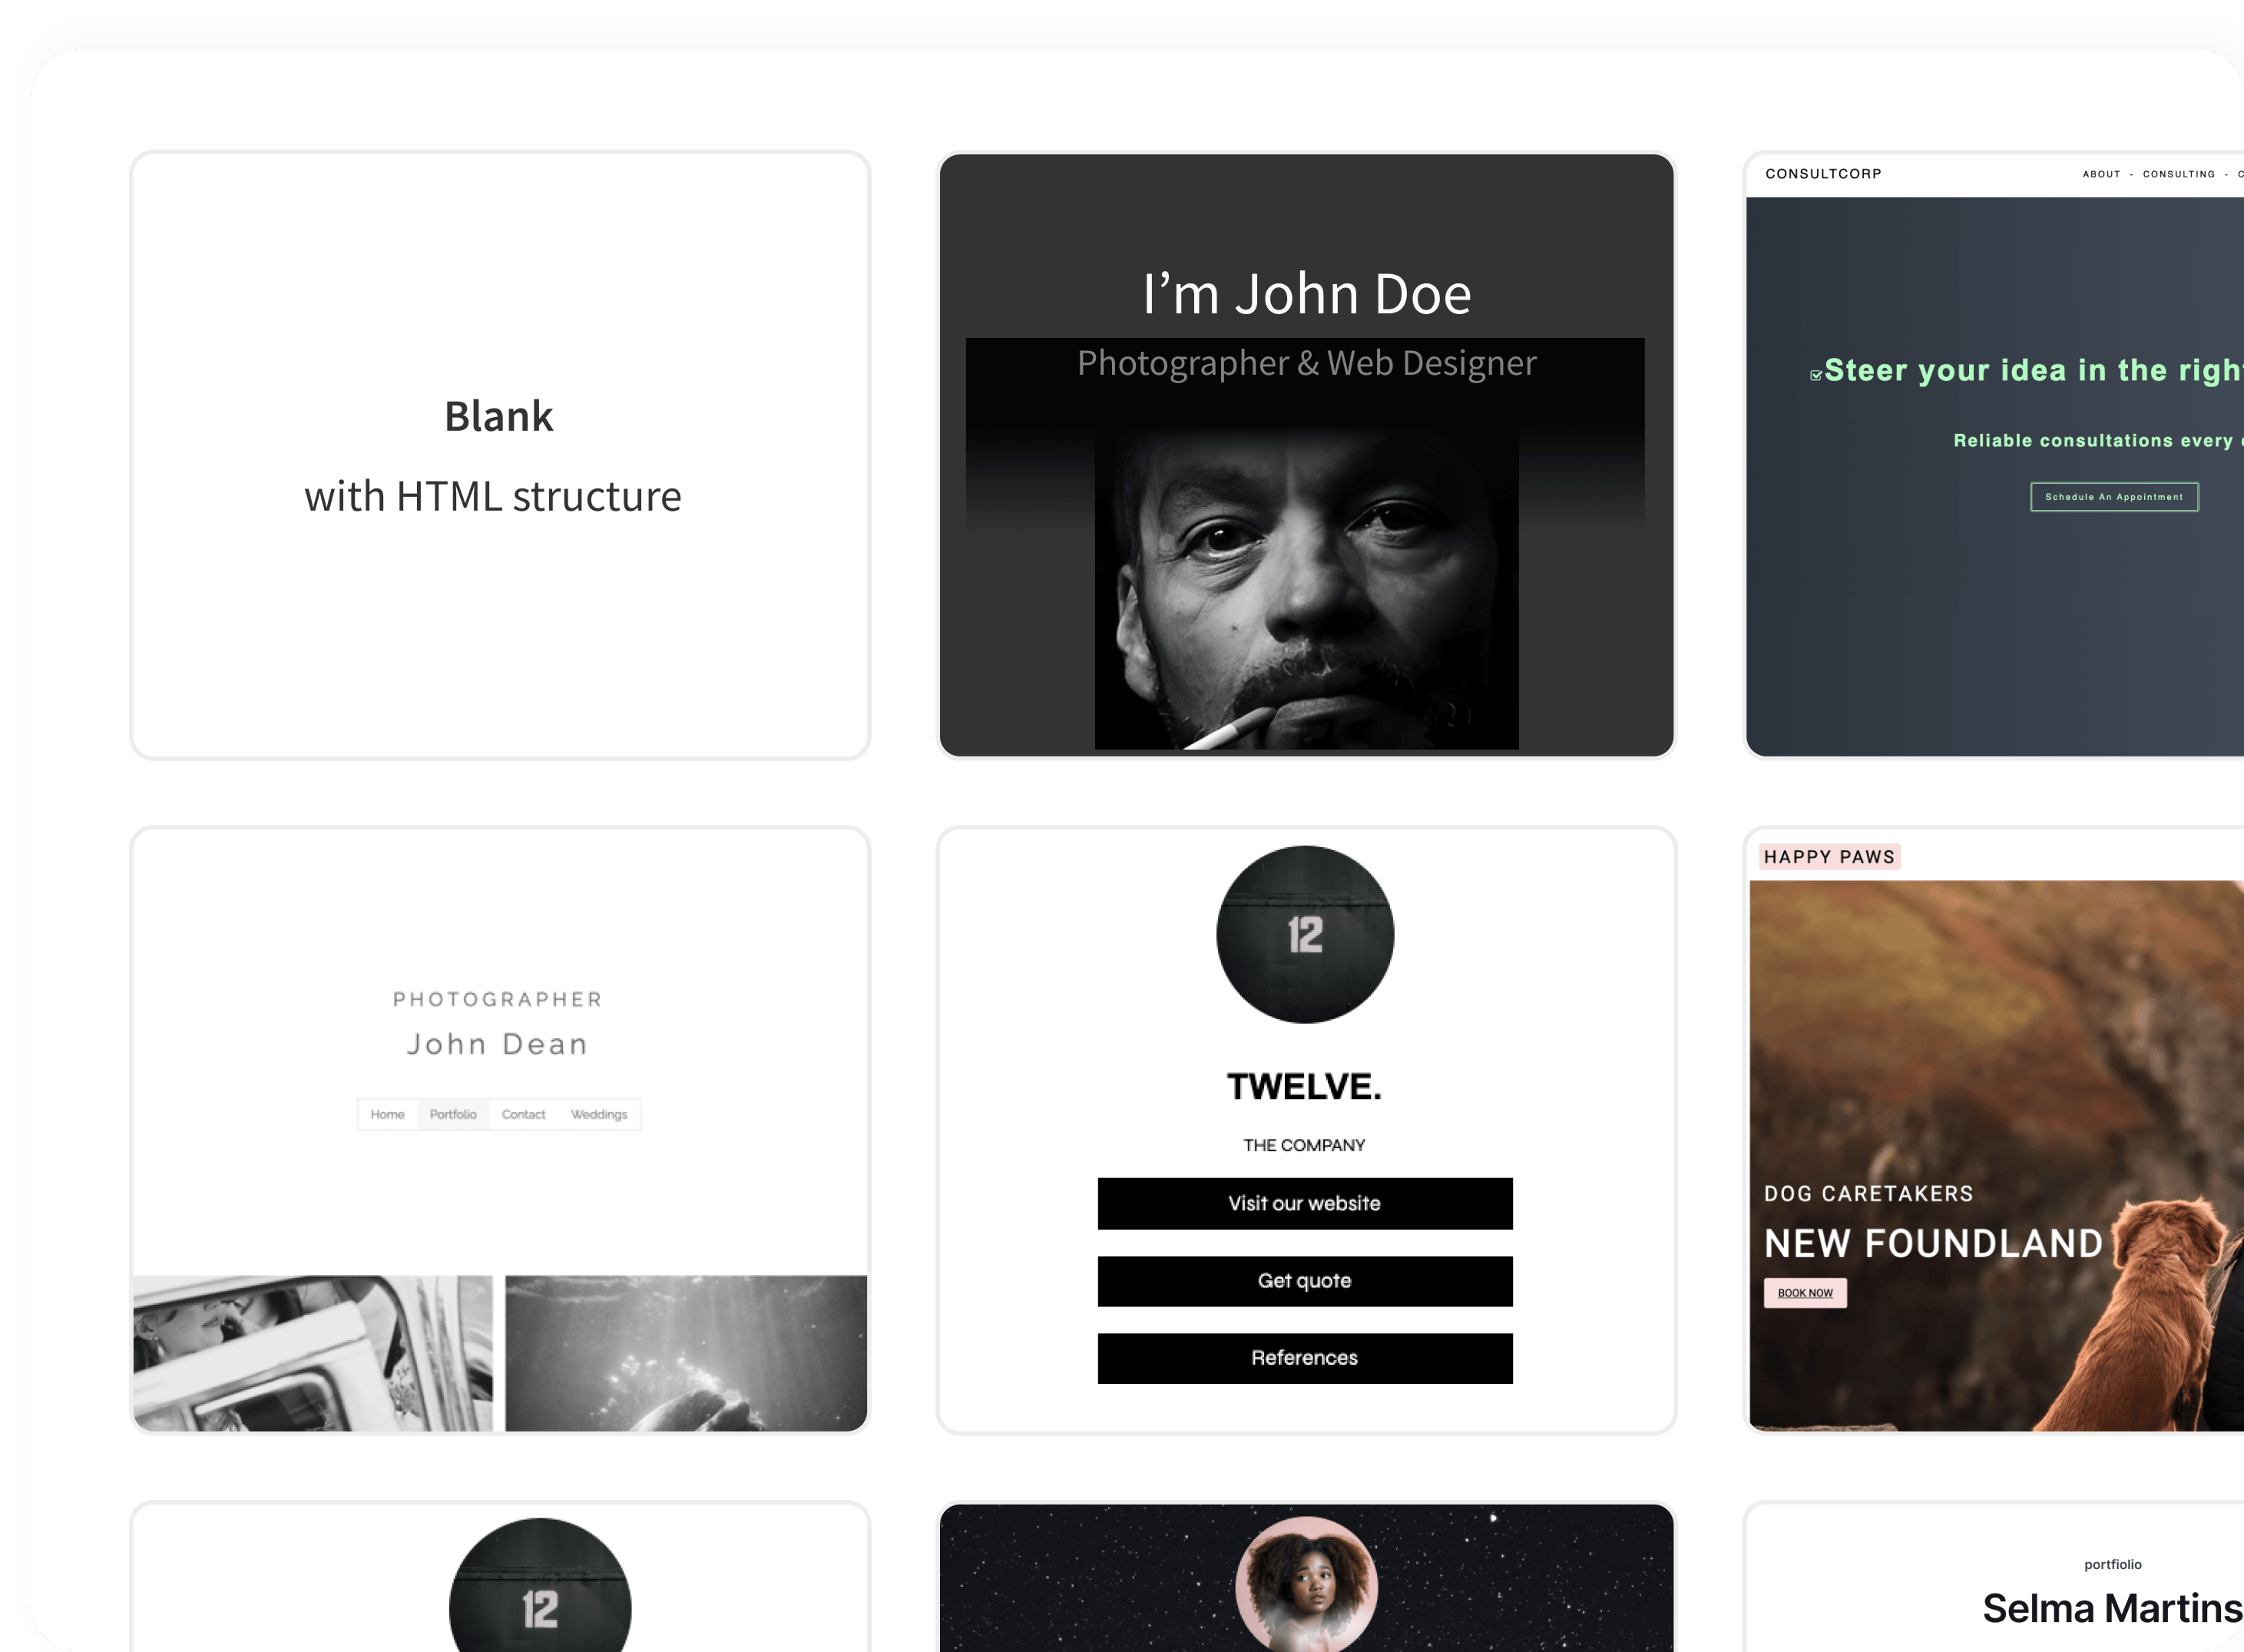 Blank
with HTML structure
I'm John Doe
Photographer & Web Designer
CONSULTCORP
ABOUT - CONSULTING -
Steer your idea in the
Reliable consultations every
Schedule An Appointment
PHOTOGRAPHER
John Dean
Home Portfolio Contact Weddings
12
TWELVE.
THE COMPANY
Visit our website
Get quote
References
HAPPY PAWS
DOG CARETAKERS
NEW FOUNDLAND
BOOK NOW
12
portfiolio
Selma Martins